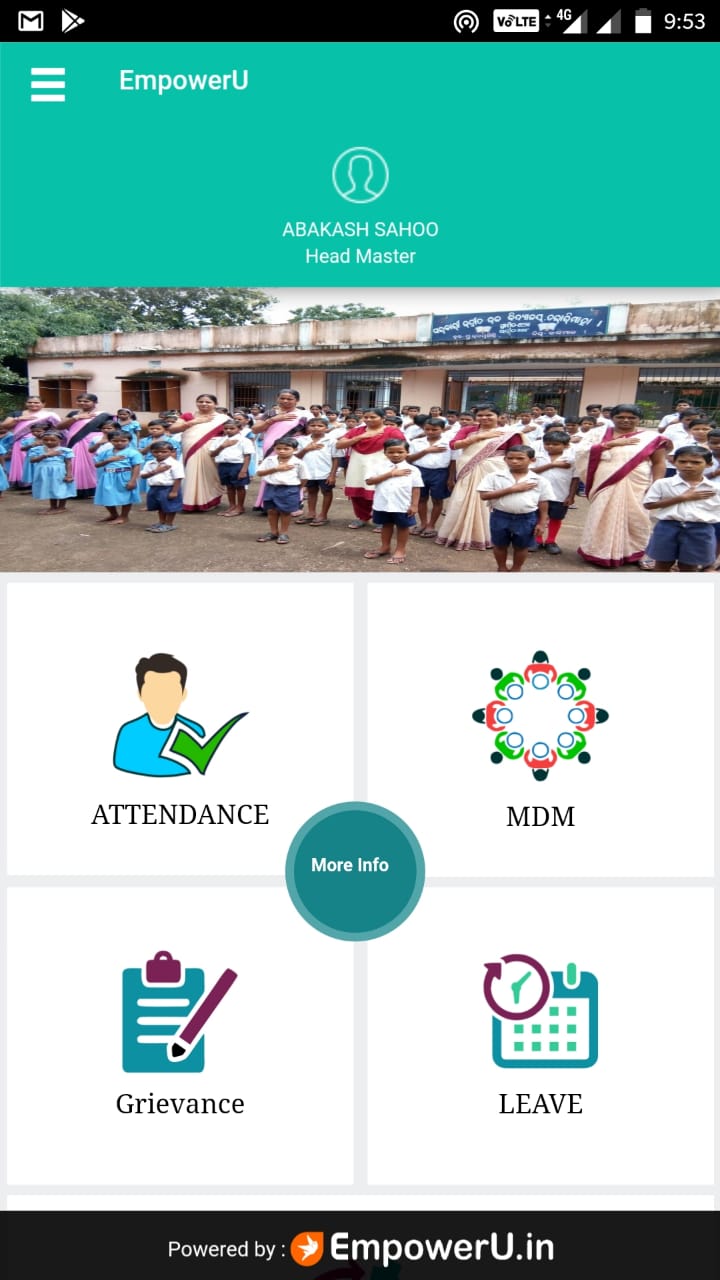 VoLTE 4G 9:53
EmpowerU
ABAKASH SAHOO
Head Master
ATTENDANCE
MDM
More Info
Grievance
LEAVE
Powered by : EmpowerU.in